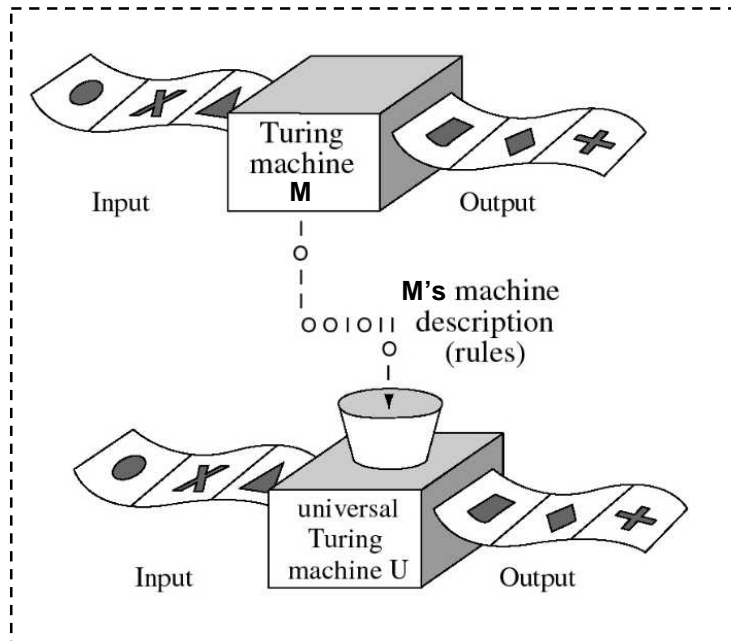 Turing
machine
M
Input
Output
I
O
I
I
O O I O I I
O
I
M's machine
description
(rules)
universal
Turing
machine U
Input
Output